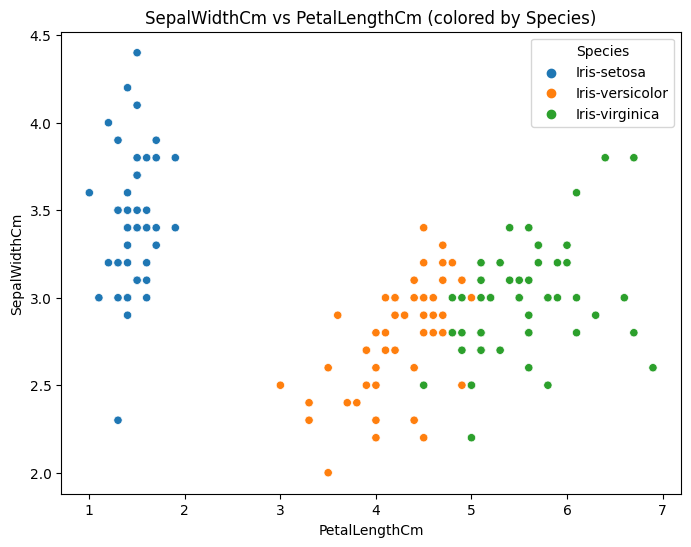 SepalWidthCm vs PetalLengthCm (colored by Species)
Species
Iris-setosa
Iris-versicolor
Iris-virginica
4.5
4.0
3.5
3.0
2.5
2.0
SepalWidthCm
1 2 3 4 5 6 7
PetalLengthCm